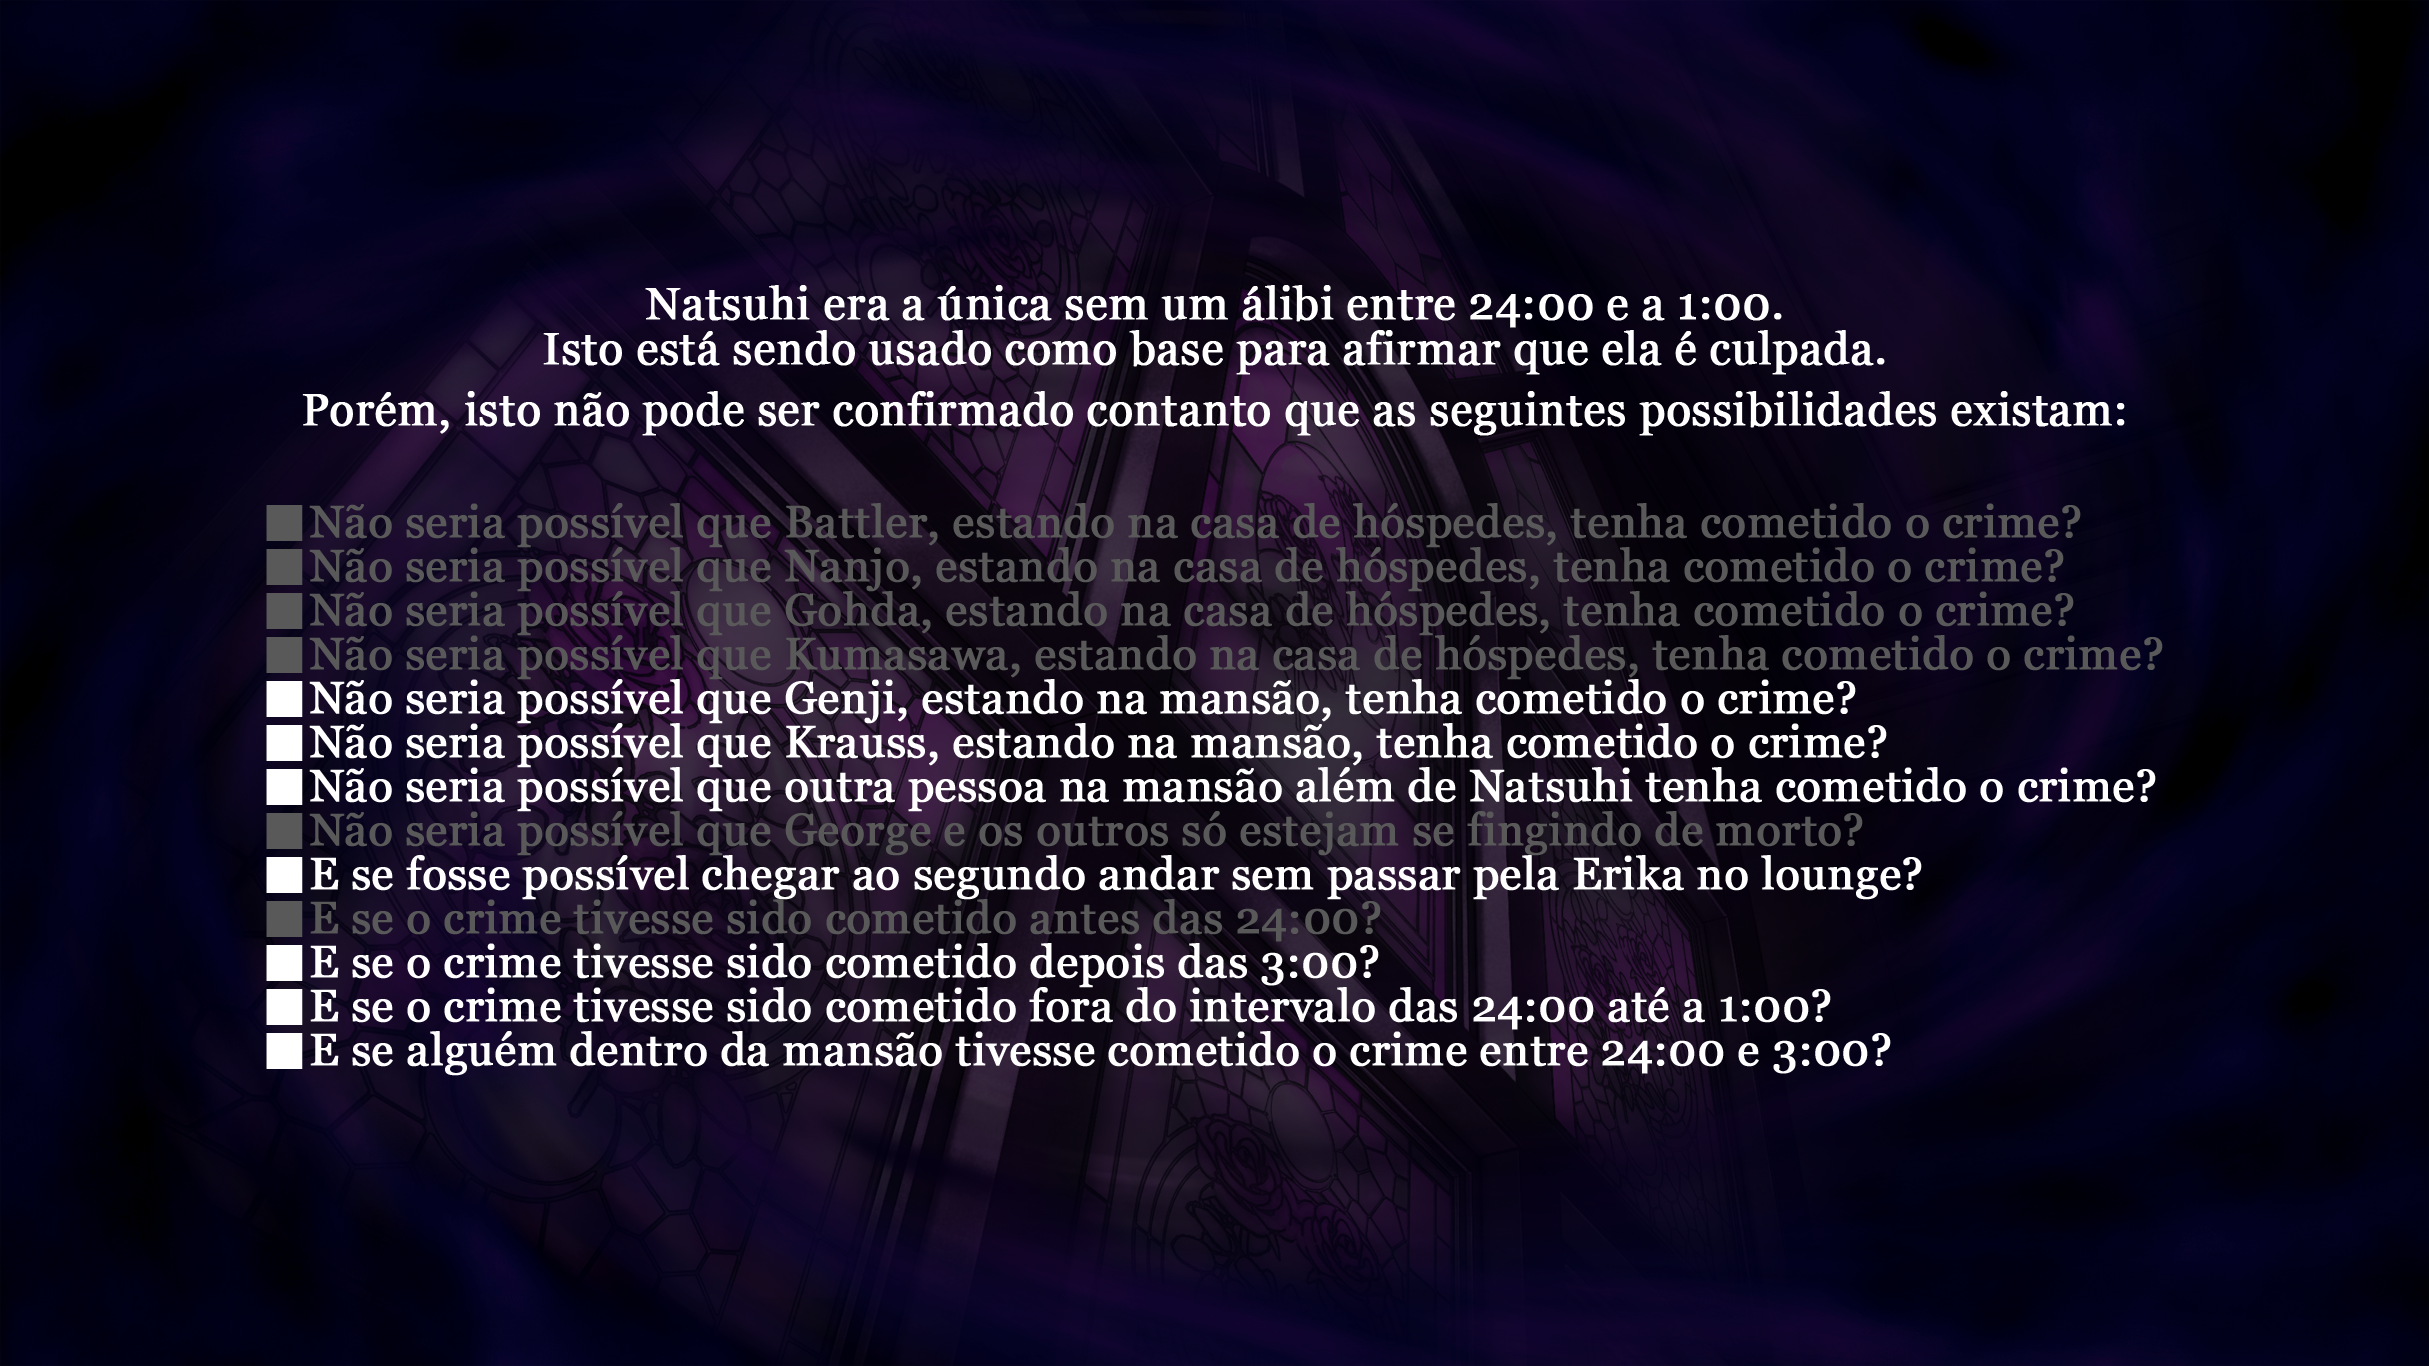 Natsuhi era a única sem um álibi entre 24:00 e a 1:00.
Isto está sendo usado como base para afirmar que ela é culpada.
Porém, isto não pode ser confirmado contanto que as seguintes possibilidades existam:
■Não seria possível que Battler, estando na casa de hóspedes, tenha cometido o crime?
■Não seria possível que Nanjo, estando na casa de hóspedes, tenha cometido o crime?
■Não seria possível que Gohda, estando na casa de hóspedes, tenha cometido o crime?
■Não seria possível que Kumasawa, estando na casa de hóspedes, tenha cometido o crime?
■Não seria possível que Genji, estando na mansão, tenha cometido o crime?
■Não seria possível que Krauss, estando na mansão, tenha cometido o crime?
■Não seria possível que outra pessoa na mansão além de Natsuhi tenha cometido o crime?
■Não seria possível que George e os outros só estejam se fingindo de morto?
■E se fosse possível chegar ao segundo andar sem passar pela Erika no lounge?
■E se o crime tivesse sido cometido antes das 24:00?
■E se o crime tivesse sido cometido depois das 3:00?
■E se o crime tivesse sido cometido fora do intervalo das 24:00 até a 1:00?
■E se alguém dentro da mansão tivesse cometido o crime entre 24:00 e 3:00?